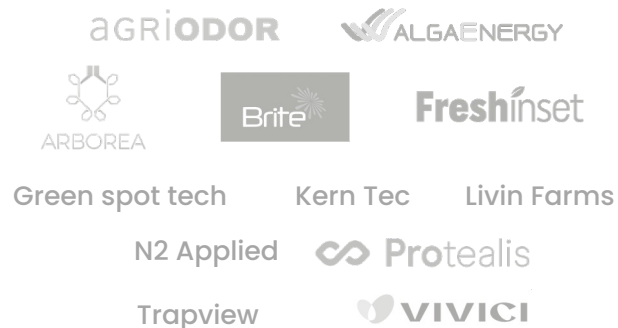 agriodor
ALGAENERGY
ARBOREA
Brite
Freshinset
Green spot tech
Kern Tec
Livin Farms
N2 Applied
Protealis
Trapview
VIVICI